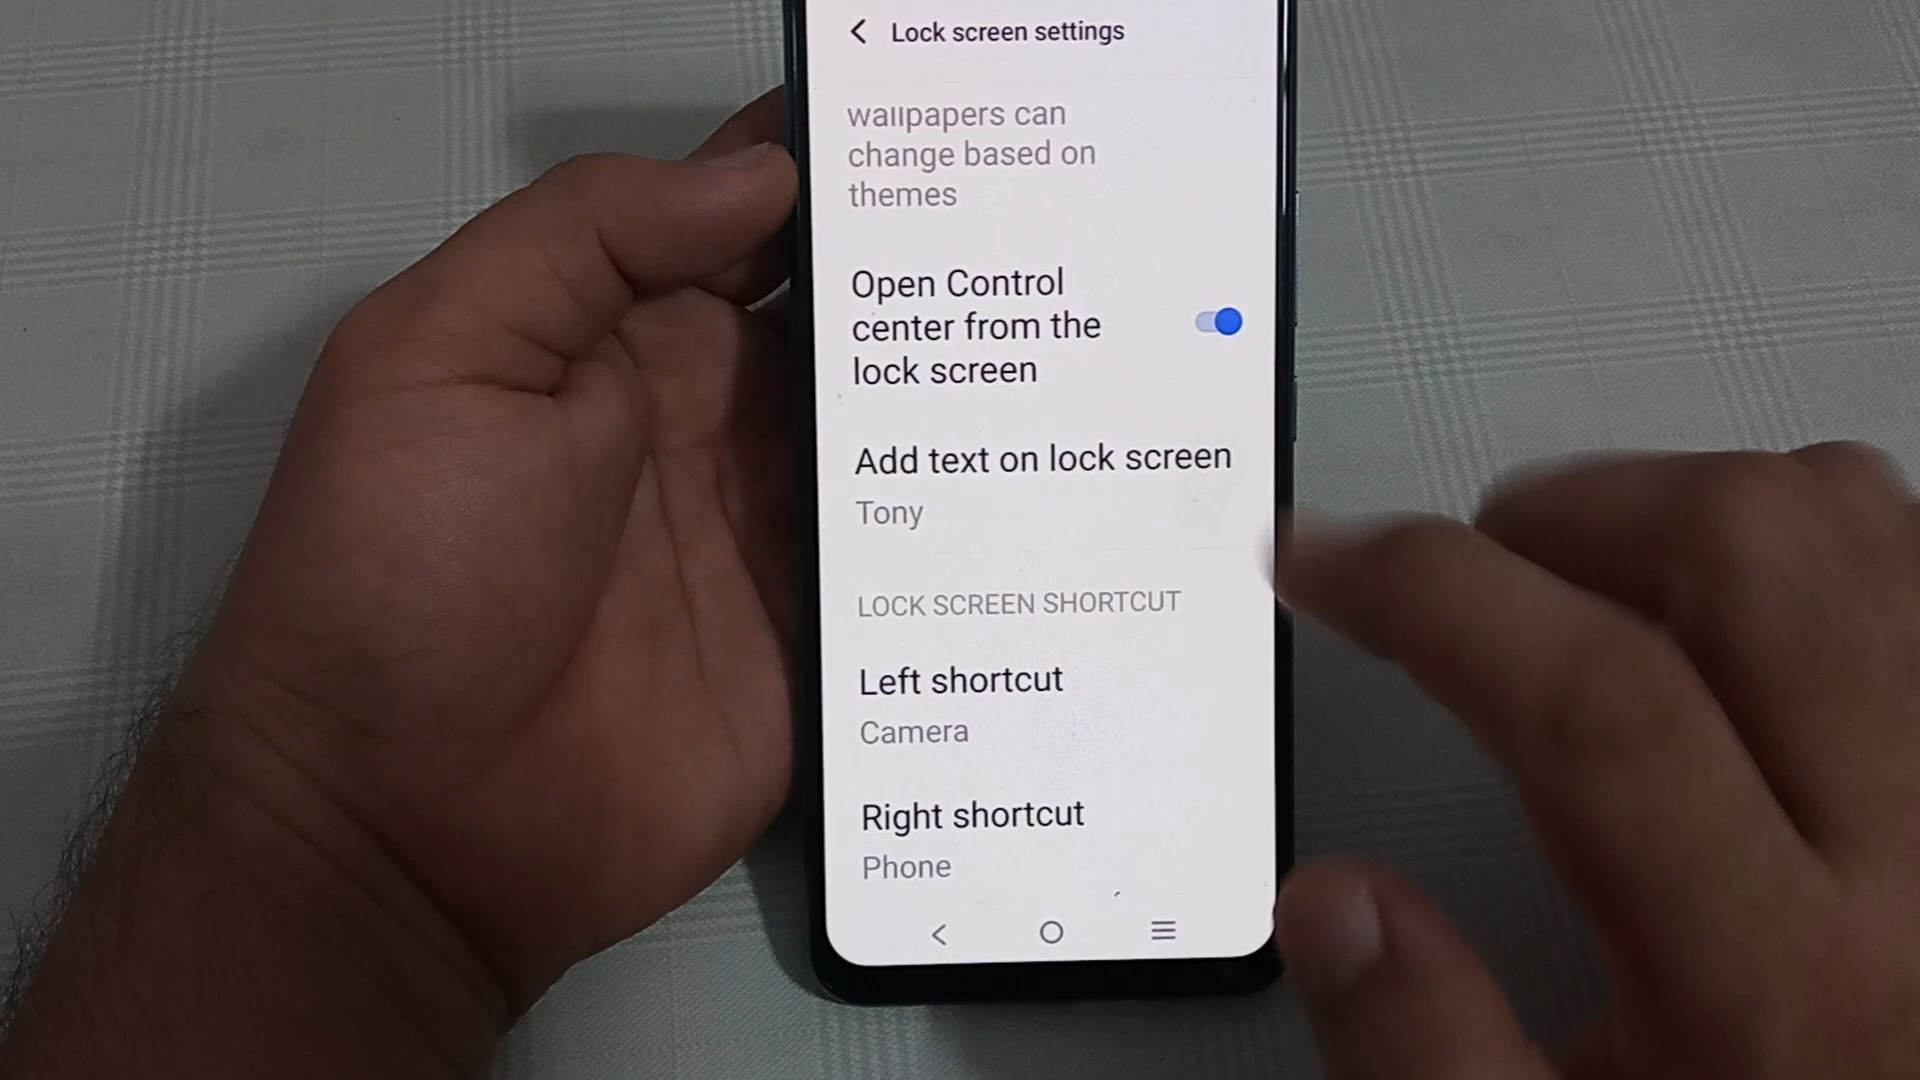 Lock screen settings
wallpapers can
change based on
themes
Open Control
center from the
lock screen
Add text on lock screen
Tony
LOCK SCREEN SHORTCUT
Left shortcut
Camera
Right shortcut
Phone